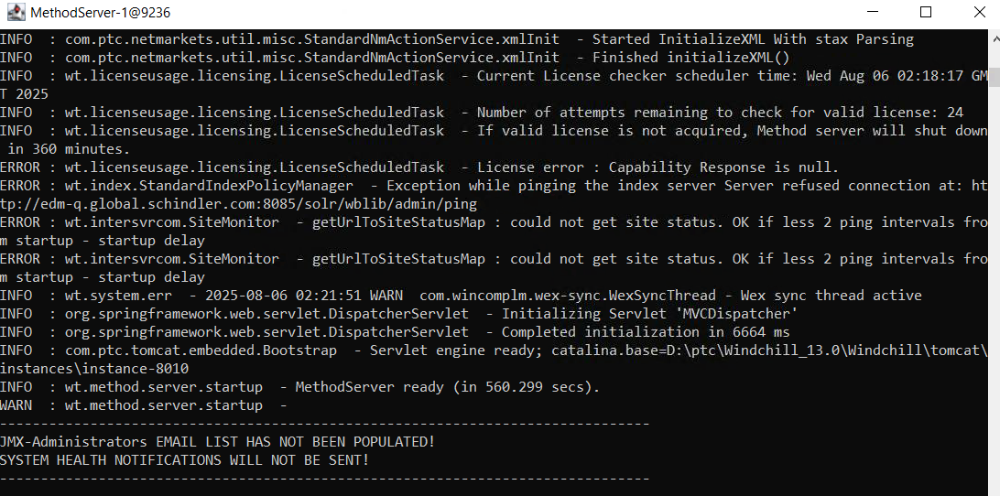 MethodServer-1@9236
INFO  : com.ptc.netmarkets.util.misc.StandardNmActionService.xmlInit  - Started InitializeXML With stax Parsing
INFO  : com.ptc.netmarkets.util.misc.StandardNmActionService.xmlInit  - Finished initializeXML()
INFO  : wt.licenseusage.licensing.LicenseScheduledTask  - Current License checker scheduler time: Wed Aug 06 02:18:17 GM
T 2025
INFO  : wt.licenseusage.licensing.LicenseScheduledTask  - Number of attempts remaining to check for valid license: 24
INFO  : wt.licenseusage.licensing.LicenseScheduledTask  - If valid license is not acquired, Method server will shut down
 in 360 minutes.
ERROR : wt.licenseusage.licensing.LicenseScheduledTask  - License error : Capability Response is null.
ERROR : wt.index.StandardIndexPolicyManager  - Exception while pinging the index server Server refused connection at: ht
tp://edm-q.global.schindler.com:8085/solr/wblib/admin/ping
ERROR : wt.intersvrcom.SiteMonitor  - getUrlToSiteStatusMap : could not get site status. OK if less 2 ping intervals fro
m startup - startup delay
ERROR : wt.intersvrcom.SiteMonitor  - getUrlToSiteStatusMap : could not get site status. OK if less 2 ping intervals fro
m startup - startup delay
INFO  : wt.system.err  - 2025-08-06 02:21:51 WARN  com.wincomplm.wex-sync.WexSyncThread - Wex sync thread active
INFO  : org.springframework.web.servlet.DispatcherServlet  - Initializing Servlet 'MVCDispatcher'
INFO  : org.springframework.web.servlet.DispatcherServlet  - Completed initialization in 6664 ms
INFO  : com.ptc.tomcat.embedded.Bootstrap  - Servlet engine ready; catalina.base=D:\ptc\Windchill_13.0\Windchill\tomcat\
instances\instance-8010
INFO  : wt.method.server.startup  - MethodServer ready (in 560.299 secs).
WARN  : wt.method.server.startup  -
-------------------------------------------------------------------------------
JMX-Administrators EMAIL LIST HAS NOT BEEN POPULATED!
SYSTEM HEALTH NOTIFICATIONS WILL NOT BE SENT!
-------------------------------------------------------------------------------